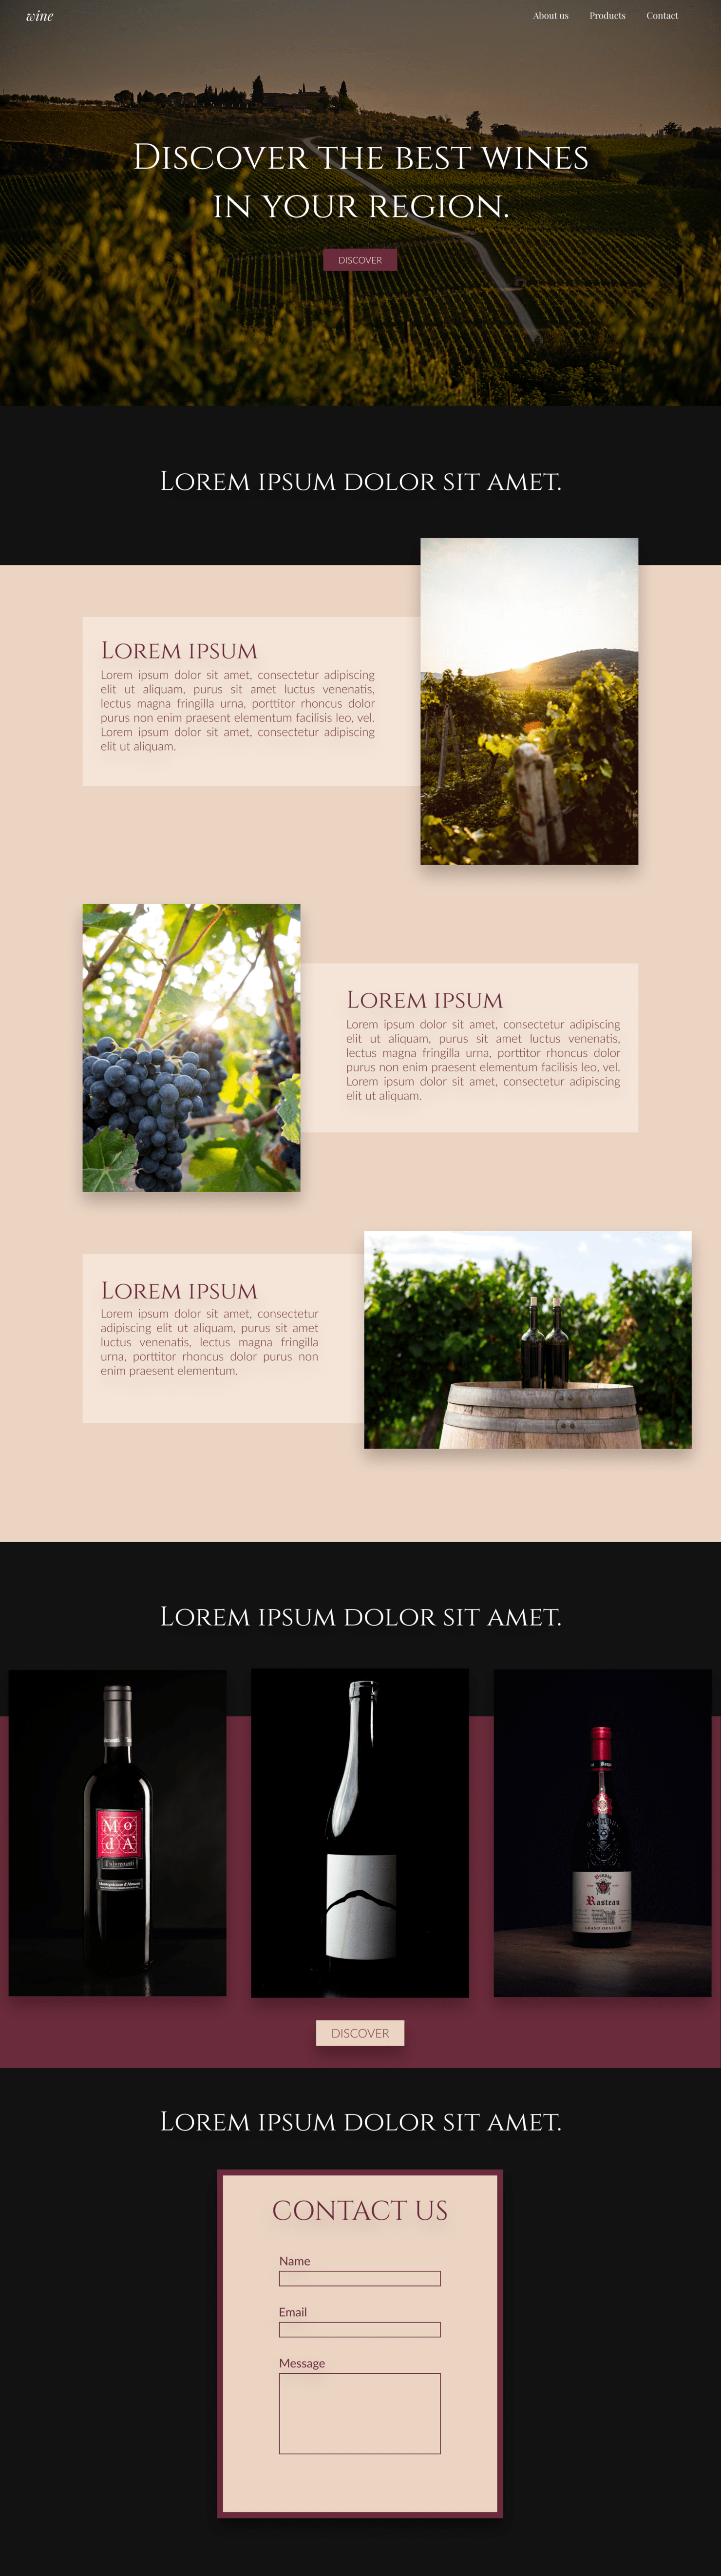 wine
About us Products Contact
Discover the best wines
in your region.
DISCOVER
Lorem ipsum dolor sit amet.
Lorem ipsum
Lorem ipsum dolor sit amet, consectetur adipiscing
elit ut aliquam, purus sit amet luctus venenatis,
lectus magna fringilla urna, porttitor rhoncus dolor
purus non enim praesent elementum facilisis leo, vel.
Lorem ipsum dolor sit amet, consectetur adipiscing
elit ut aliquam.
Lorem ipsum
Lorem ipsum dolor sit amet, consectetur adipiscing
elit ut aliquam, purus sit amet luctus venenatis,
lectus magna fringilla urna, porttitor rhoncus dolor
purus non enim praesent elementum facilisis leo, vel.
Lorem ipsum dolor sit amet, consectetur adipiscing
elit ut aliquam.
Lorem ipsum
Lorem ipsum dolor sit amet, consectetur
adipiscing elit ut aliquam, purus sit amet
luctus venenatis, lectus magna fringilla
urna, porttitor rhoncus dolor purus non
enim praesent elementum.
Lorem ipsum dolor sit amet.
Mo
dA
Rasteau
DISCOVER
Lorem ipsum dolor sit amet.
CONTACT US
Name
Email
Message